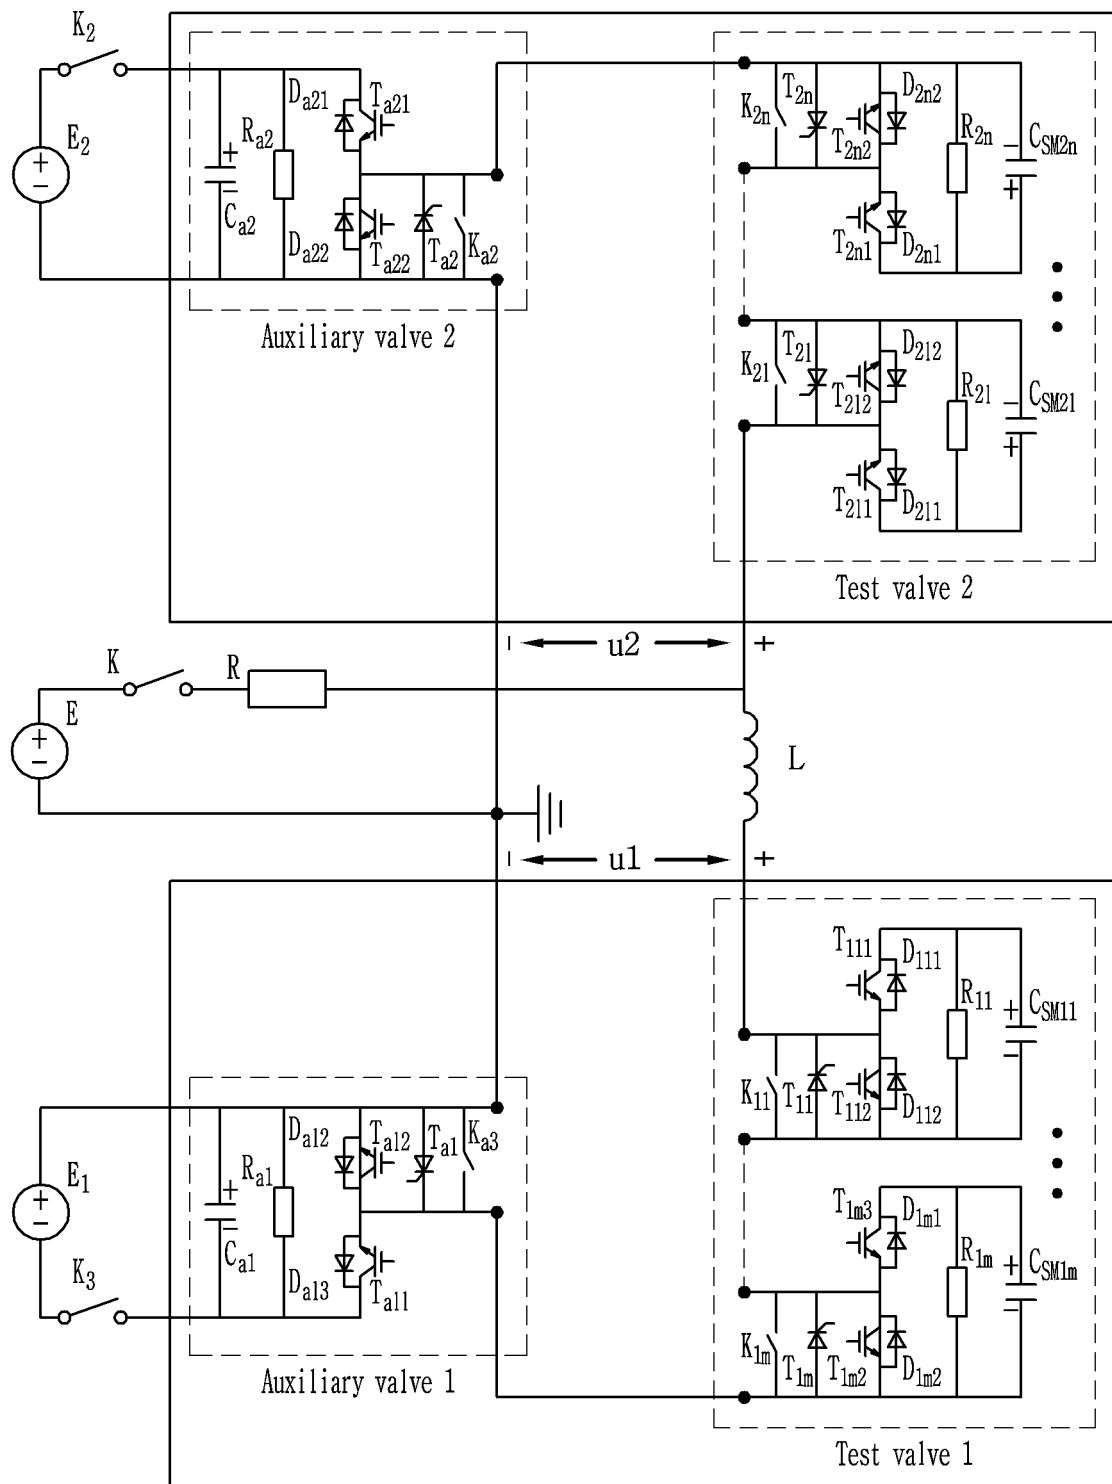 K2
E2
Da21
Ta21
Ra2
Ca2
Da22
Ta22
Ta2
Ka2
Auxiliary valve 2
K2n
T2n
D2n2
T2n2
R2n
CSM2n
T2n1
D2n1
K21
T21
D212
T212
R21
CSM21
T211
D211
Test valve 2
- u2 +
K
R
E
L
- u1 +
E1
K3
Da12
Ta12
Ta1
Ka3
Ra1
Ca1
Da13
Ta11
Auxiliary valve 1
T111
D111
R11
CSM11
K11
T11
T112
D112
T1m3
D1m1
R1m
CSM1m
K1m
T1m
T1m2
D1m2
Test valve 1